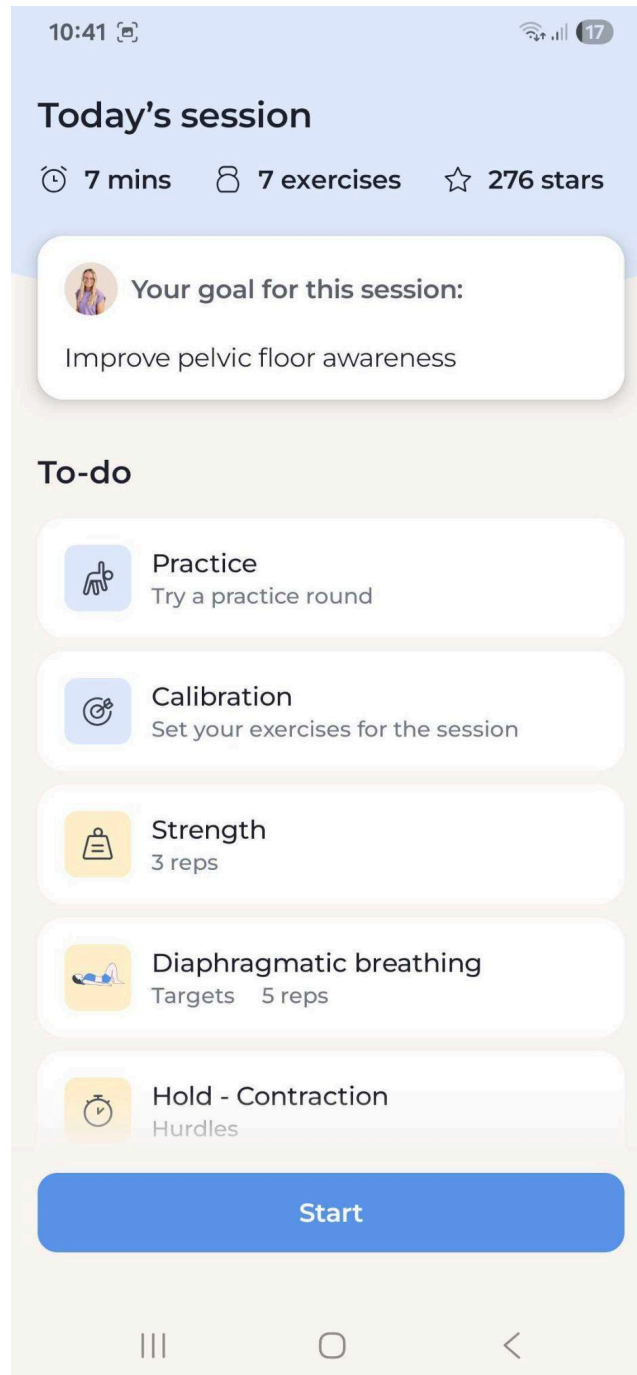 10:41
17
Today’s session
7 mins 7 exercises 276 stars
Your goal for this session:
Improve pelvic floor awareness
To-do
Practice
Try a practice round
Calibration
Set your exercises for the session
Strength
3 reps
Diaphragmatic breathing
Targets 5 reps
Hold - Contraction
Hurdles
Start